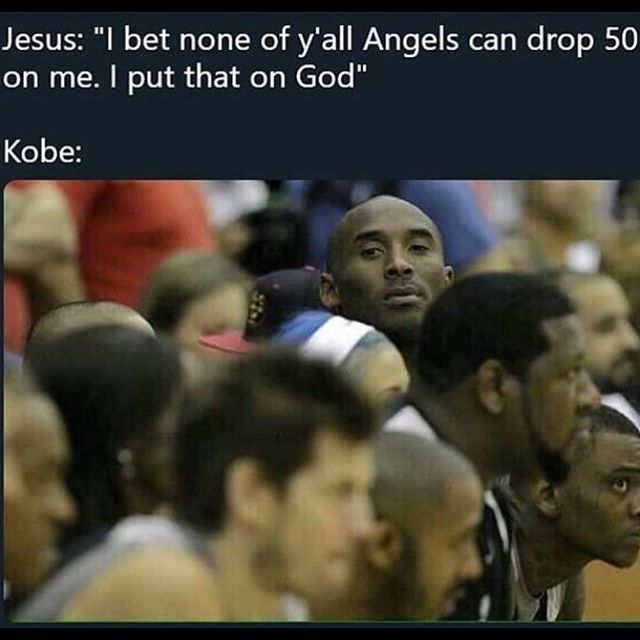 Jesus: "I bet none of y'all Angels can drop 50
on me. I put that on God"
Kobe: